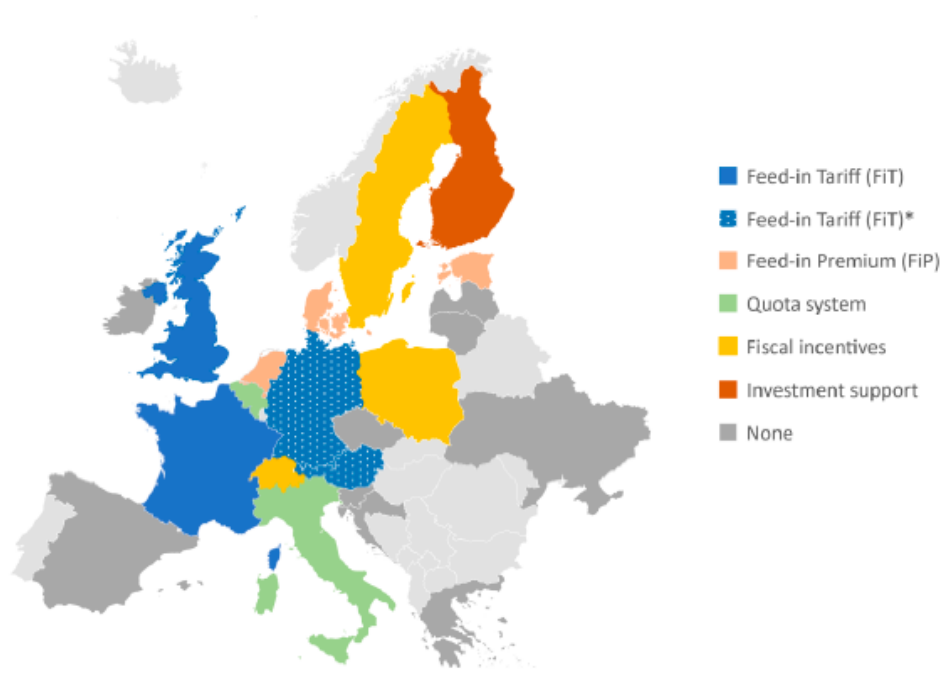 Feed-in Tariff (FiT)
Feed-in Tariff (FiT)*
Feed-in Premium (FiP)
Quota system
Fiscal incentives
Investment support
None